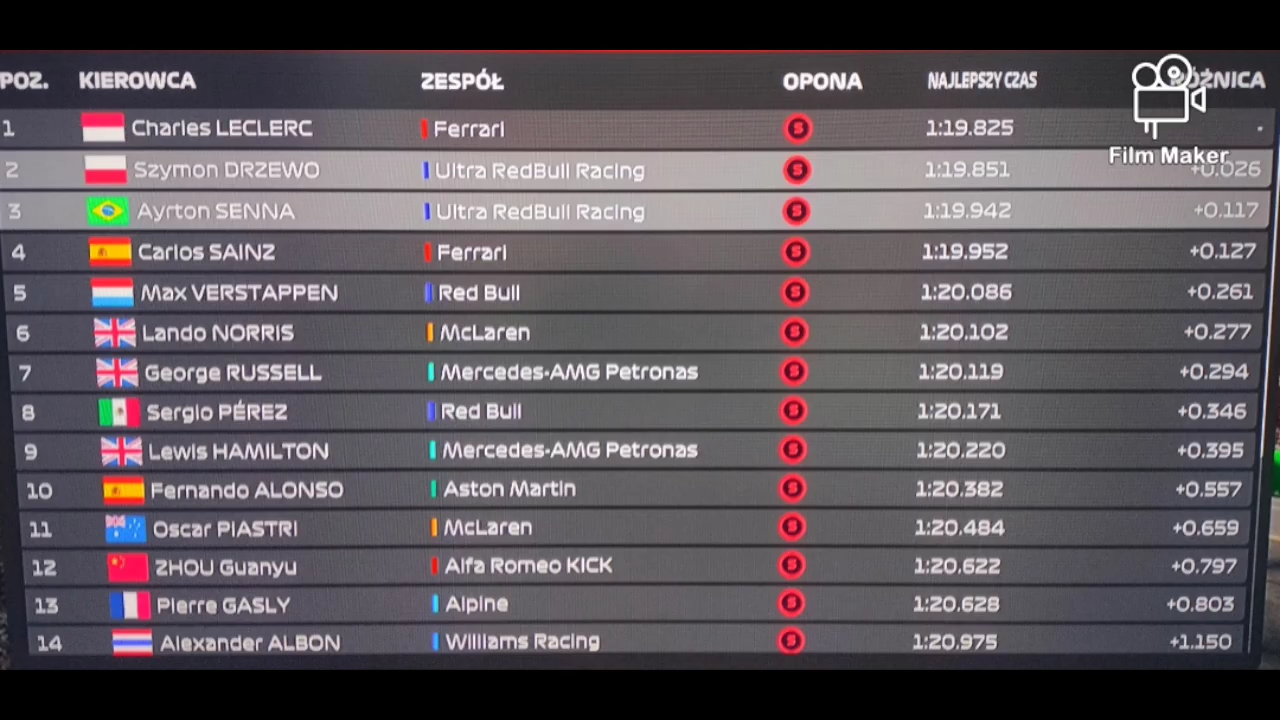 POZ. KIEROWCA ZESPÓŁ OPONA NAJLEPSZY CZAS RÓŻNICA
1 Charles LECLERC Ferrari S 1:19.825 -
2 Szymon DRZEWO Ultra RedBull Racing S 1:19.851 +0.026
3 Ayrton SENNA Ultra RedBull Racing S 1:19.942 +0.117
4 Carlos SAINZ Ferrari S 1:19.952 +0.127
5 Max VERSTAPPEN Red Bull S 1:20.086 +0.261
6 Lando NORRIS McLaren S 1:20.102 +0.277
7 George RUSSELL Mercedes-AMG Petronas S 1:20.119 +0.294
8 Sergio PÉREZ Red Bull S 1:20.171 +0.346
9 Lewis HAMILTON Mercedes-AMG Petronas S 1:20.220 +0.395
10 Fernando ALONSO Aston Martin S 1:20.382 +0.557
11 Oscar PIASTRI McLaren S 1:20.484 +0.659
12 ZHOU Guanyu Alfa Romeo KICK S 1:20.622 +0.797
13 Pierre GASLY Alpine S 1:20.628 +0.803
14 Alexander ALBON Williams Racing S 1:20.975 +1.150
Film Maker